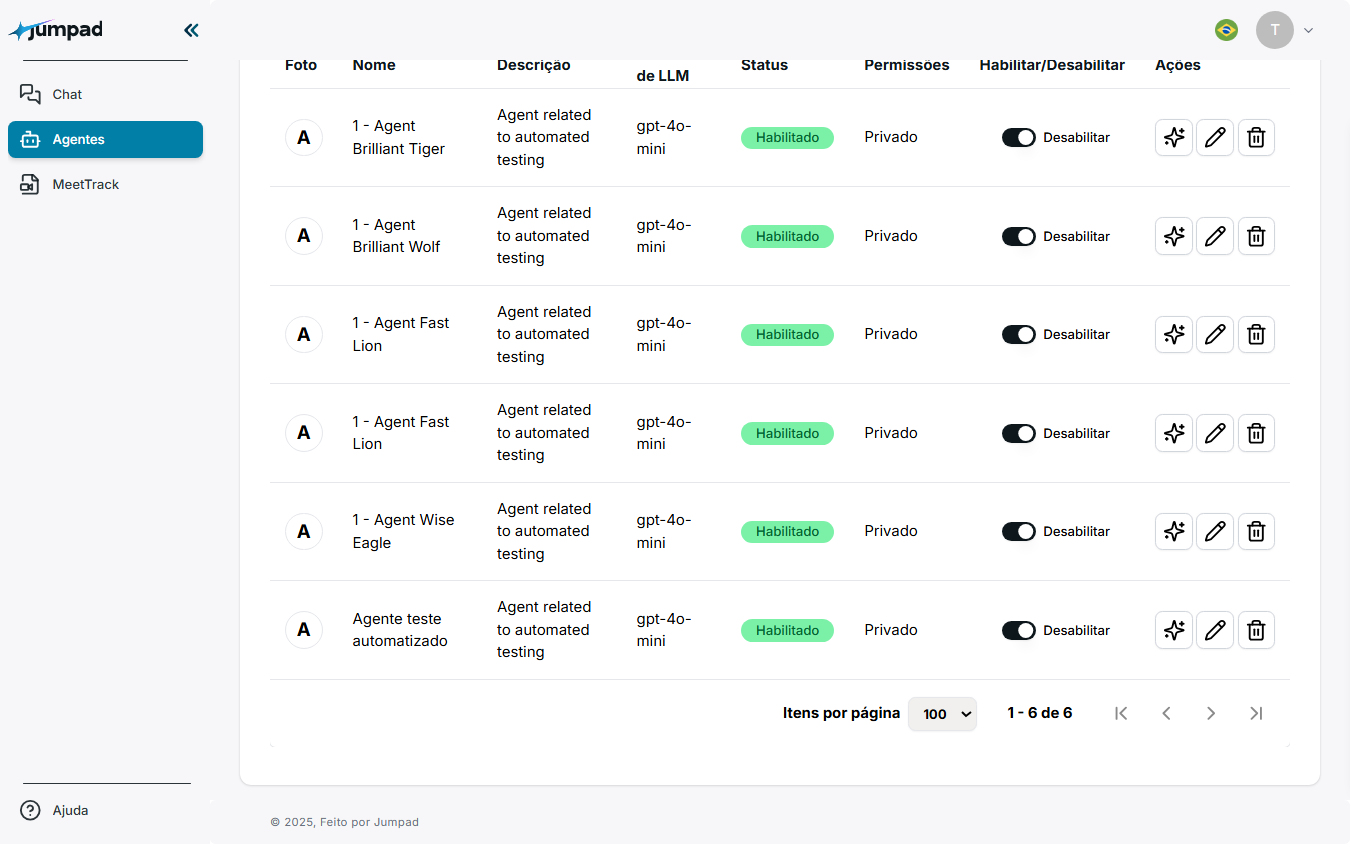 jumpad
T
Chat
Agentes
MeetTrack
Ajuda
Foto
Nome
Descrição
de LLM
Status
Permissões
Habilitar/Desabilitar
Ações
A
1 - Agent
Brilliant Tiger
Agent related
to automated
testing
gpt-4o-
mini
Habilitado
Privado
Desabilitar
A
1 - Agent
Brilliant Wolf
Agent related
to automated
testing
gpt-4o-
mini
Habilitado
Privado
Desabilitar
A
1 - Agent Fast
Lion
Agent related
to automated
testing
gpt-4o-
mini
Habilitado
Privado
Desabilitar
A
1 - Agent Fast
Lion
Agent related
to automated
testing
gpt-4o-
mini
Habilitado
Privado
Desabilitar
A
1 - Agent Wise
Eagle
Agent related
to automated
testing
gpt-4o-
mini
Habilitado
Privado
Desabilitar
A
Agente teste
automatizado
Agent related
to automated
testing
gpt-4o-
mini
Habilitado
Privado
Desabilitar
Itens por página
100
1 - 6 de 6
© 2025, Feito por Jumpad